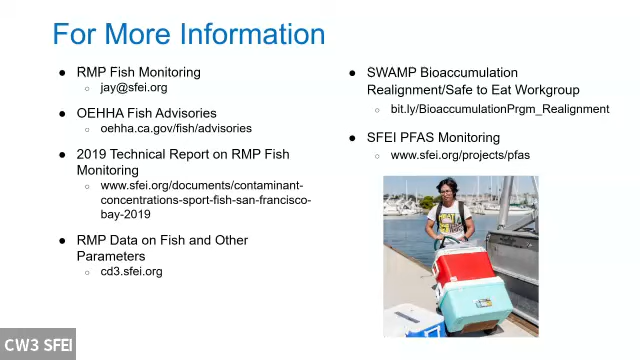 For More Information
RMP Fish Monitoring
jay@sfei.org
OEHHA Fish Advisories
oehha.ca.gov/fish/advisories
2019 Technical Report on RMP Fish
Monitoring
www.sfei.org/documents/contaminant-
concentrations-sport-fish-san-francisco-
bay-2019
RMP Data on Fish and Other
Parameters
cd3.sfei.org
SWAMP Bioaccumulation
Realignment/Safe to Eat Workgroup
bit.ly/BioaccumulationPrgm_Realignment
SFEI PFAS Monitoring
www.sfei.org/projects/pfas
CW3 SFEI